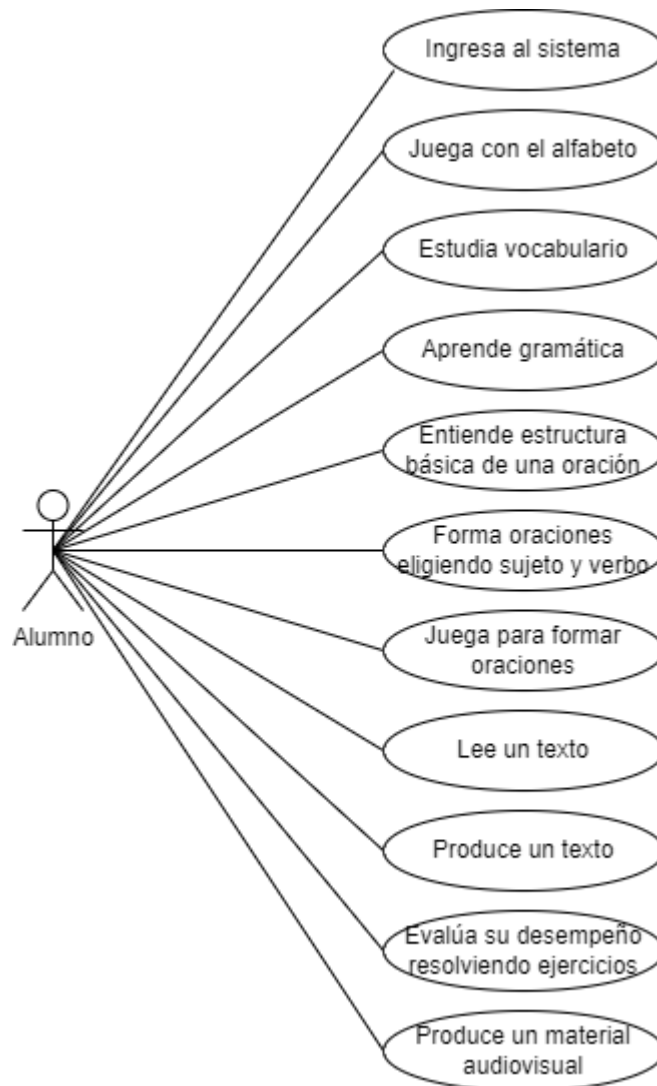 Ingresa al sistema
Juega con el alfabeto
Estudia vocabulario
Aprende gramática
Entiende estructura
básica de una oración
Forma oraciones
eligiendo sujeto y verbo
Alumno
Juega para formar
oraciones
Lee un texto
Produce un texto
Evalúa su desempeño
resolviendo ejercicios
Produce un material
audiovisual